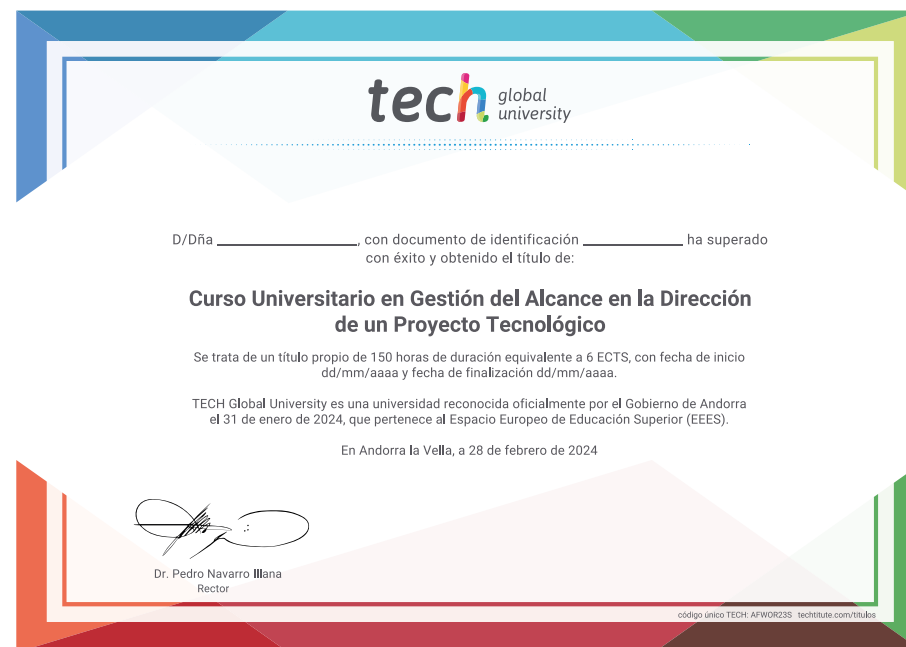 tech global
university
D/Dña ____________________, con documento de identificación ______________ ha superado
con éxito y obtenido el título de:
Curso Universitario en Gestión del Alcance en la Dirección
de un Proyecto Tecnológico
Se trata de un título propio de 150 horas de duración equivalente a 6 ECTS, con fecha de inicio
dd/mm/aaaa y fecha de finalización dd/mm/aaaa.
TECH Global University es una universidad reconocida oficialmente por el Gobierno de Andorra
el 31 de enero de 2024, que pertenece al Espacio Europeo de Educación Superior (EEES).
En Andorra la Vella, a 28 de febrero de 2024
Dr. Pedro Navarro Illana
Rector
código único TECH: AFWOR23S techtitute.com/titulos